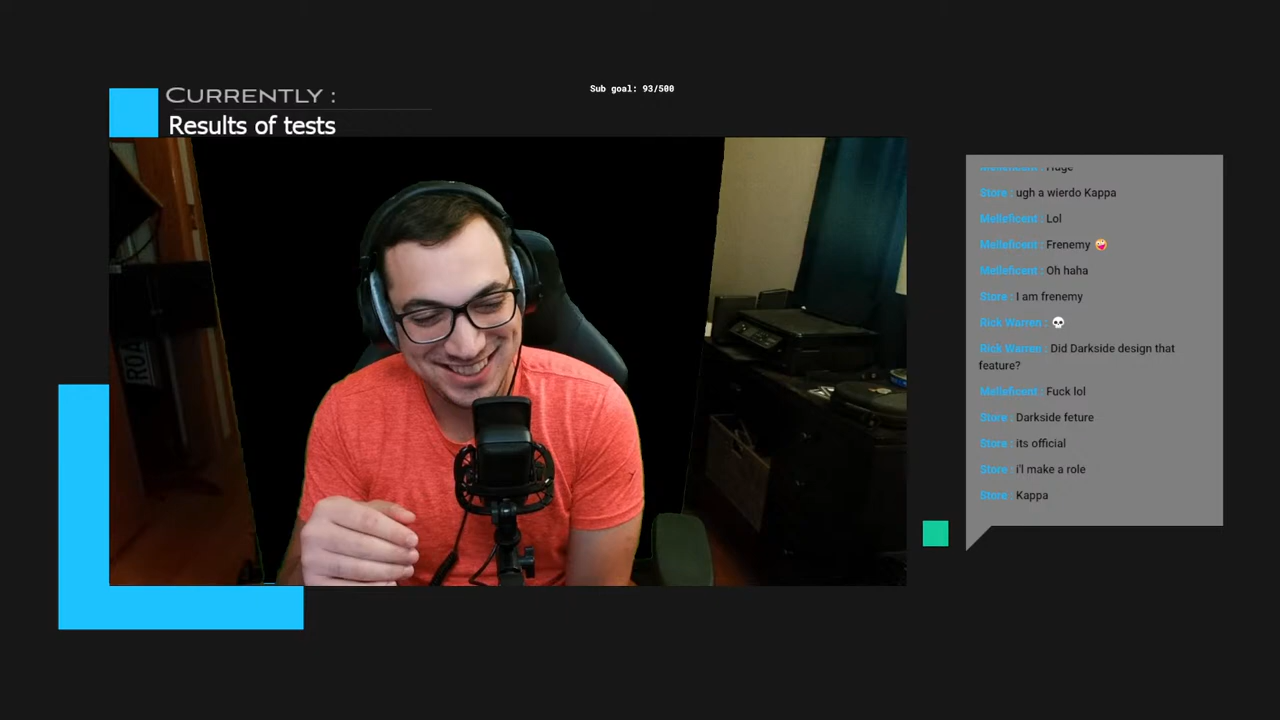 CURRETLY :
Results of tests
Sub goal: 93/500
Store : ugh a wierdo Kappa
Melleficent : Lol
Melleficent : Frenemy 🤪
Melleficent : Oh haha
Store : I am frenemy
Rick Warren : 💀
Rick Warren : Did Darkside design that
feature?
Melleficent : Fuck lol
Store : Darkside feture
Store : its official
Store : i'l make a role
Store : Kappa
ROA